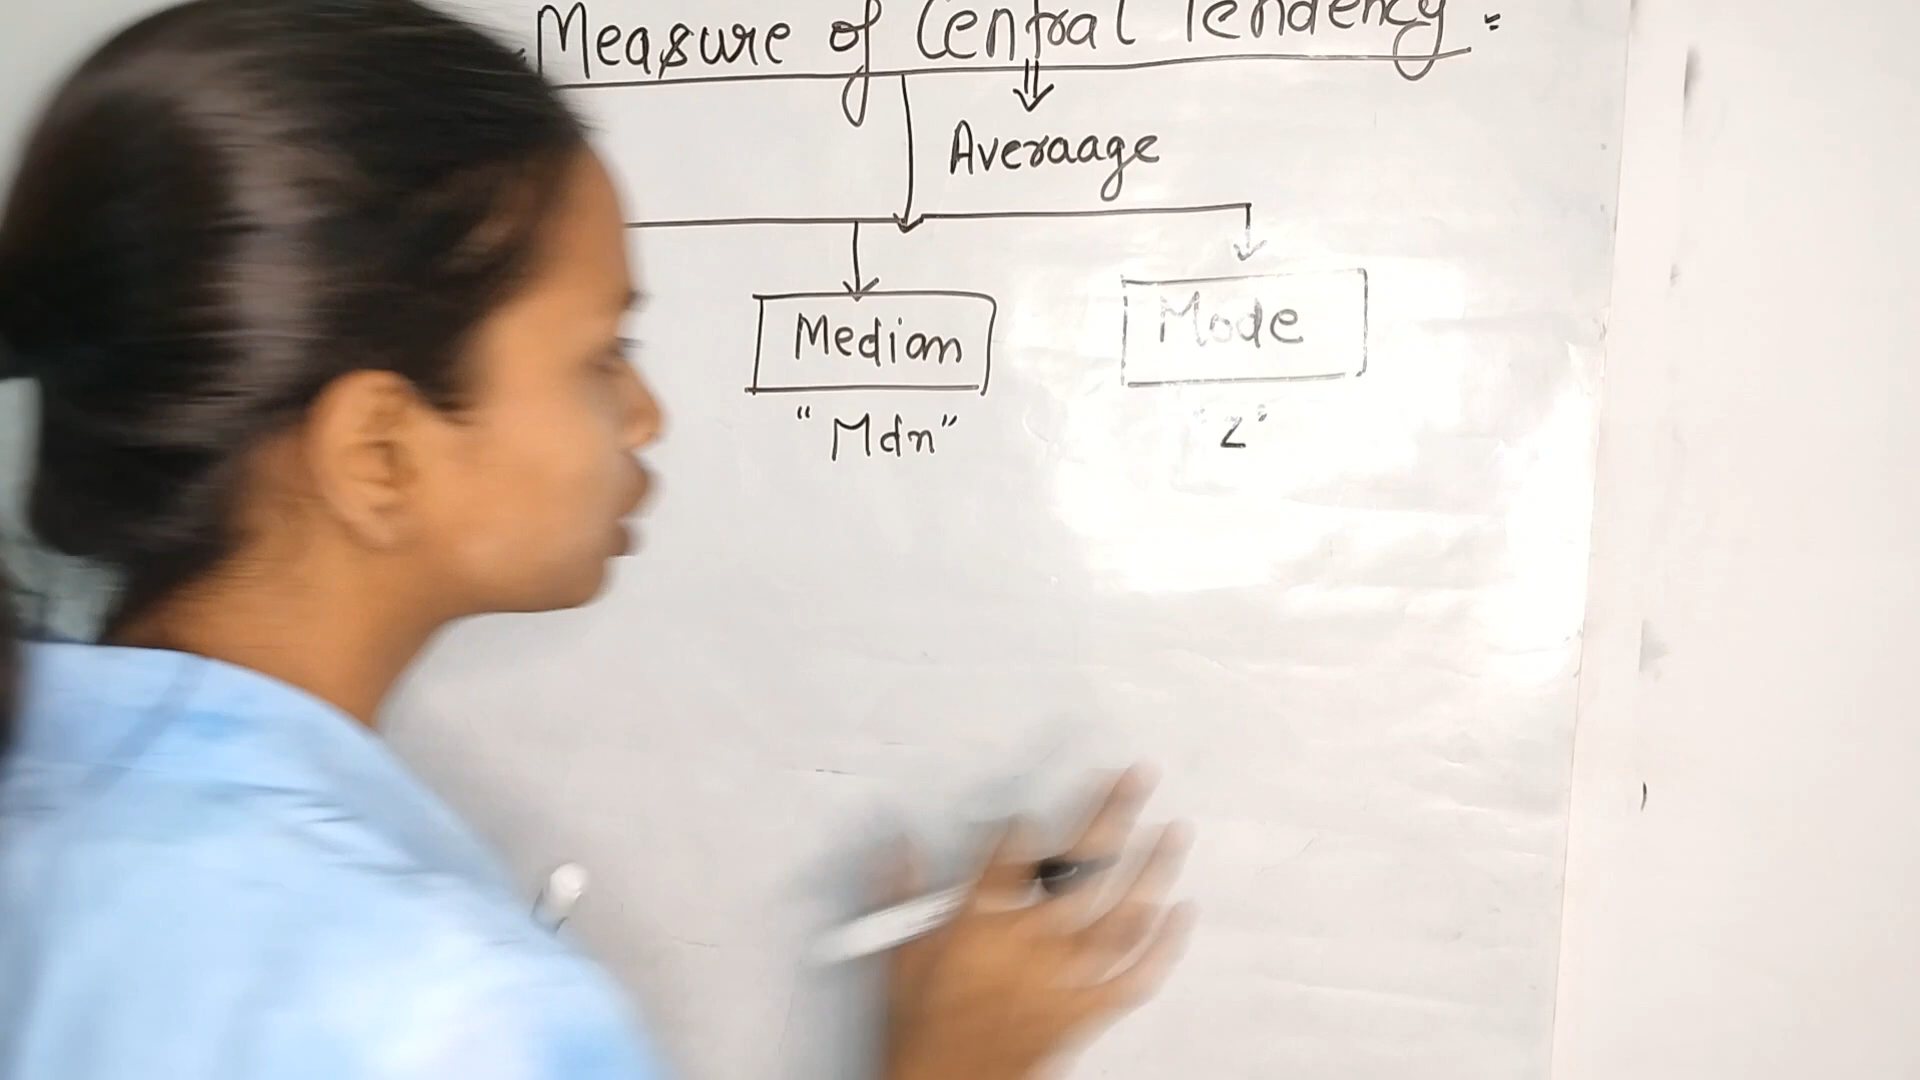 Measure of Central Tendency :
Averaage
Median
Mode
"Mdn"
"Z"